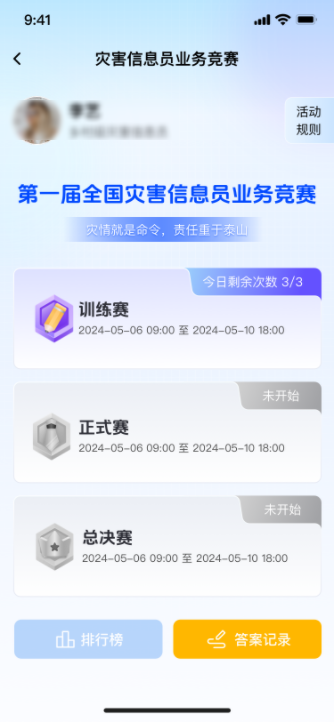 9:41
灾害信息员业务竞赛
活动
规则
第一届全国灾害信息员业务竞赛
灾情就是命令，责任重于泰山
今日剩余次数 3/3
训练赛
2024-05-06 09:00 至 2024-05-10 18:00
未开始
正式赛
2024-05-06 09:00 至 2024-05-10 18:00
未开始
总决赛
2024-05-06 09:00 至 2024-05-10 18:00
排行榜
答案记录